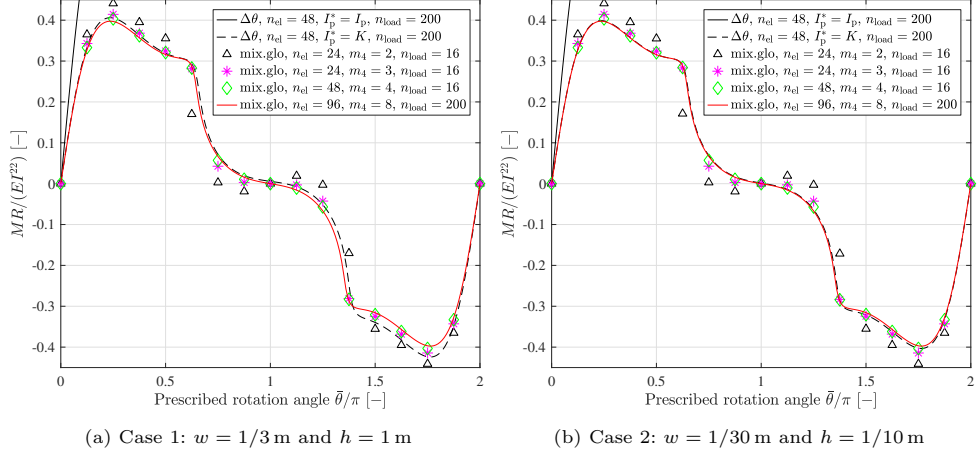 MR/(EI²²) [−]
0.4
0.3
0.2
0.1
0
-0.1
-0.2
-0.3
-0.4
Δθ, n_el = 48, I_p^* = I_p, n_load = 200
Δθ, n_el = 48, I_p^* = K, n_load = 200
mix.glo, n_el = 24, m_4 = 2, n_load = 16
mix.glo, n_el = 24, m_4 = 3, n_load = 16
mix.glo, n_el = 48, m_4 = 4, n_load = 16
mix.glo, n_el = 96, m_4 = 8, n_load = 200
0 0.5 1 1.5 2
Prescribed rotation angle θ̄/π [−]
(a) Case 1: w = 1/3 m and h = 1 m
MR/(EI²²) [−]
0.4
0.3
0.2
0.1
0
-0.1
-0.2
-0.3
-0.4
Δθ, n_el = 48, I_p^* = I_p, n_load = 200
Δθ, n_el = 48, I_p^* = K, n_load = 200
mix.glo, n_el = 24, m_4 = 2, n_load = 16
mix.glo, n_el = 24, m_4 = 3, n_load = 16
mix.glo, n_el = 48, m_4 = 4, n_load = 16
mix.glo, n_el = 96, m_4 = 8, n_load = 200
0 0.5 1 1.5 2
Prescribed rotation angle θ̄/π [−]
(b) Case 2: w = 1/30 m and h = 1/10 m